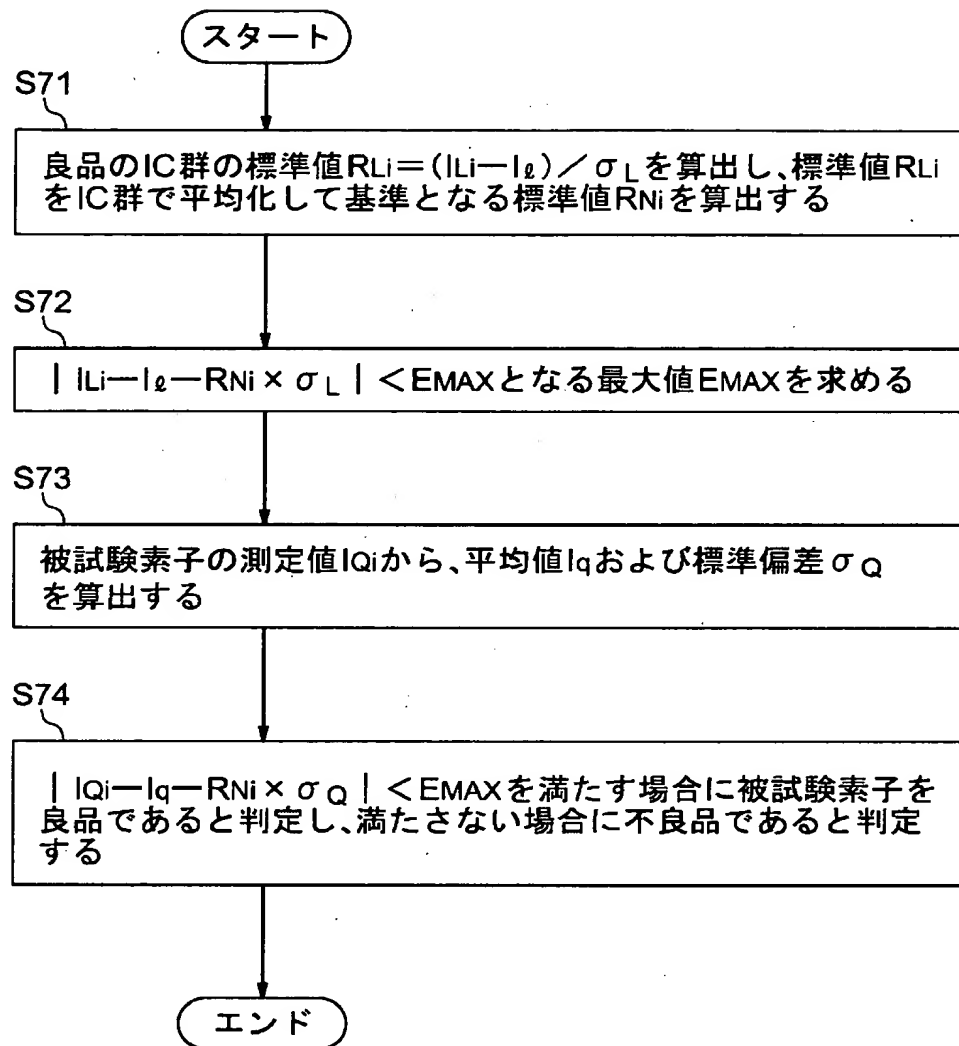 スタート
S71
良品のIC群の標準値RLi=(ILi―Iℓ)/σLを算出し、標準値RLi
をIC群で平均化して基準となる標準値RNiを算出する
S72
|ILi―Iℓ―RNi×σL|<EMAXとなる最大値EMAXを求める
S73
被試験素子の測定値IQiから、平均値Iqおよび標準偏差σQ
を算出する
S74
|IQi―Iq―RNi×σQ|<EMAXを満たす場合に被試験素子を
良品であると判定し、満たさない場合に不良品であると判定
する
エンド